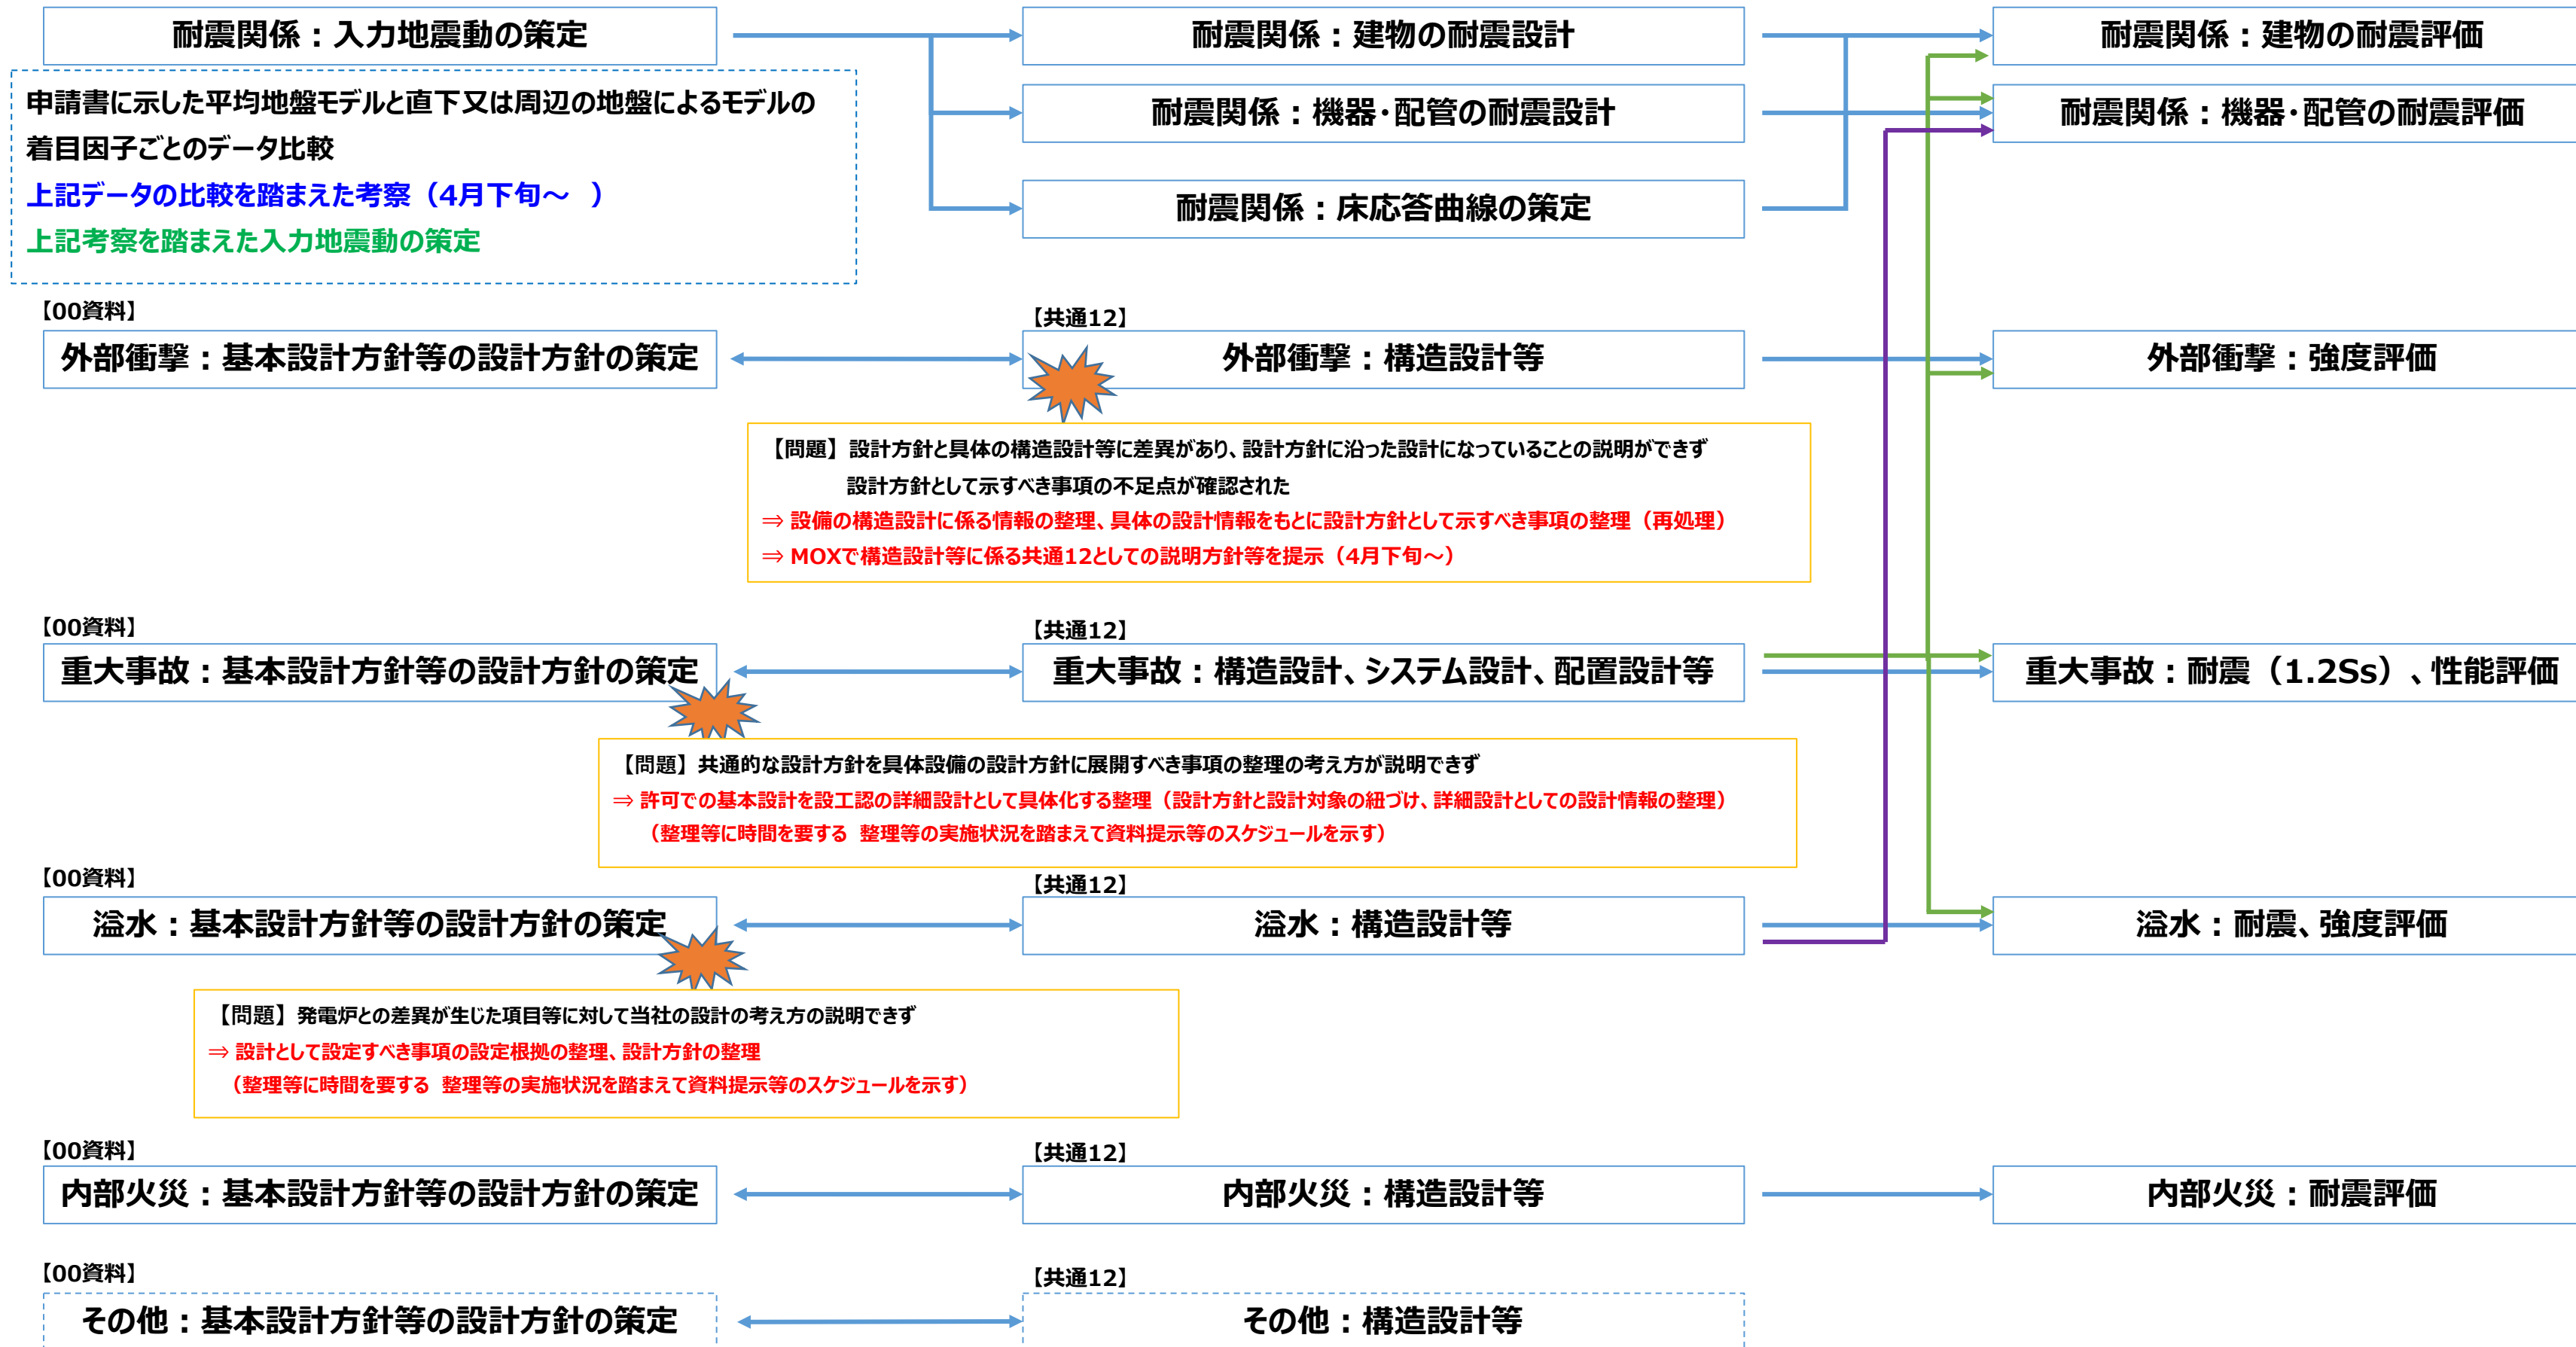 耐震関係：入力地震動の策定
耐震関係：建物の耐震設計
耐震関係：建物の耐震評価
申請書に示した平均地盤モデルと直下又は周辺の地盤によるモデルの
着目因子ごとのデータ比較
上記データの比較を踏まえた考察（4月下旬～　）
上記考察を踏まえた入力地震動の策定
耐震関係：機器・配管の耐震設計
耐震関係：機器・配管の耐震評価
耐震関係：床応答曲線の策定
【00資料】
【共通12】
外部衝撃：基本設計方針等の設計方針の策定
外部衝撃：構造設計等
外部衝撃：強度評価
【問題】設計方針と具体の構造設計等に差異があり、設計方針に沿った設計になっていることの説明ができず
設計方針として示すべき事項の不足点が確認された
⇒ 設備の構造設計に係る情報の整理、具体の設計情報をもとに設計方針として示すべき事項の整理（再処理）
⇒ MOXで構造設計等に係る共通12としての説明方針等を提示（4月下旬～）
【00資料】
【共通12】
重大事故：基本設計方針等の設計方針の策定
重大事故：構造設計、システム設計、配置設計等
重大事故：耐震（1.2Ss）、性能評価
【問題】共通的な設計方針を具体設備の設計方針に展開すべき事項の整理の考え方が説明できず
⇒ 許可での基本設計を設工認の詳細設計として具体化する整理（設計方針と設計対象の紐づけ、詳細設計としての設計情報の整理）
（整理等に時間を要する 整理等の実施状況を踏まえて資料提示等のスケジュールを示す）
【00資料】
【共通12】
溢水：基本設計方針等の設計方針の策定
溢水：構造設計等
溢水：耐震、強度評価
【問題】発電炉との差異が生じた項目等に対して当社の設計の考え方の説明できず
⇒ 設計として設定すべき事項の設定根拠の整理、設計方針の整理
（整理等に時間を要する 整理等の実施状況を踏まえて資料提示等のスケジュールを示す）
【00資料】
【共通12】
内部火災：基本設計方針等の設計方針の策定
内部火災：構造設計等
内部火災：耐震評価
【00資料】
【共通12】
その他：基本設計方針等の設計方針の策定
その他：構造設計等